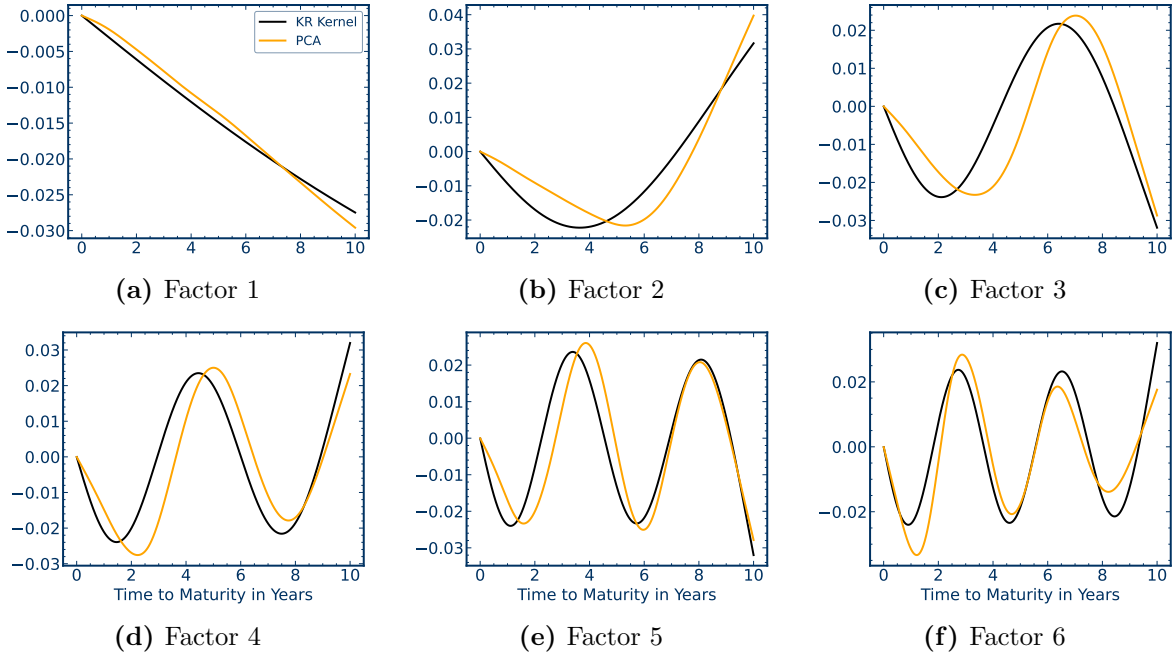 0.000
−0.005
−0.010
−0.015
−0.020
−0.025
−0.030
0 2 4 6 8 10
KR Kernel
PCA
(a) Factor 1
0.04
0.03
0.02
0.01
0.00
−0.01
−0.02
0 2 4 6 8 10
(b) Factor 2
0.02
0.01
0.00
−0.01
−0.02
−0.03
0 2 4 6 8 10
(c) Factor 3
0.03
0.02
0.01
0.00
−0.01
−0.02
−0.03
0 2 4 6 8 10
Time to Maturity in Years
(d) Factor 4
0.02
0.01
0.00
−0.01
−0.02
−0.03
0 2 4 6 8 10
Time to Maturity in Years
(e) Factor 5
0.02
0.00
−0.02
0 2 4 6 8 10
Time to Maturity in Years
(f) Factor 6